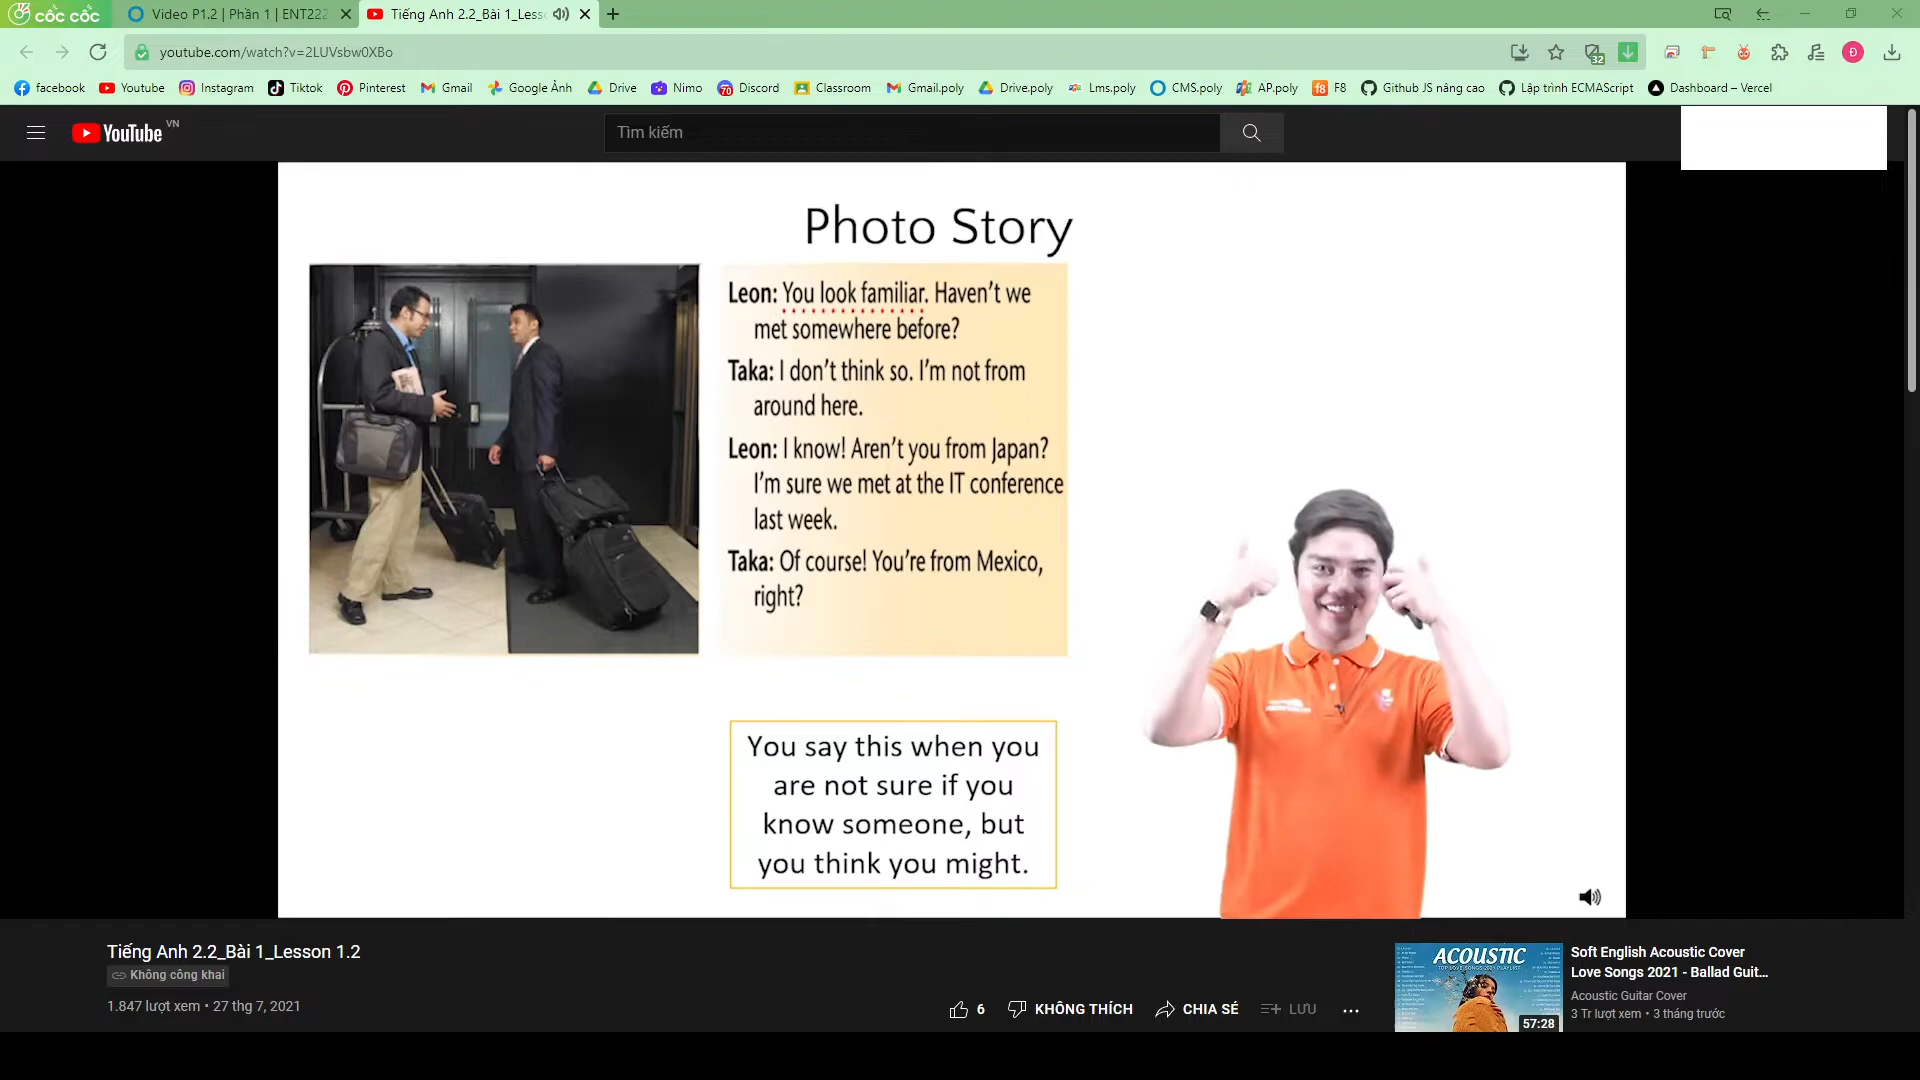 cốc cốc
Video P1.2 | Phần 1 | ENT222
Tiếng Anh 2.2_Bài 1_Less
youtube.com/watch?v=2LUVsbw0XBo
32
Đ
facebook
Youtube
Instagram
Tiktok
Pinterest
Gmail
Google Ảnh
Drive
Nimo
70
Discord
Classroom
Gmail.poly
Drive.poly
Lms.poly
CMS.poly
AP.poly
f8
F8
Github JS nâng cao
Lập trình ECMAScript
Dashboard – Vercel
YouTube VN
Tìm kiếm
Photo Story
Leon: You look familiar. Haven't we
met somewhere before?
Taka: I don't think so. I'm not from
around here.
Leon: I know! Aren't you from Japan?
I'm sure we met at the IT conference
last week.
Taka: Of course! You're from Mexico,
right?
You say this when you
are not sure if you
know someone, but
you think you might.
Tiếng Anh 2.2_Bài 1_Lesson 1.2
Không công khai
1.847 lượt xem • 27 thg 7, 2021
6
KHÔNG THÍCH
CHIA SẺ
LƯU
ACOUSTIC
TOP LOVE SONGS 2021 PLAYLIST
57:28
Soft English Acoustic Cover
Love Songs 2021 - Ballad Guit...
Acoustic Guitar Cover
3 Tr lượt xem • 3 tháng trước